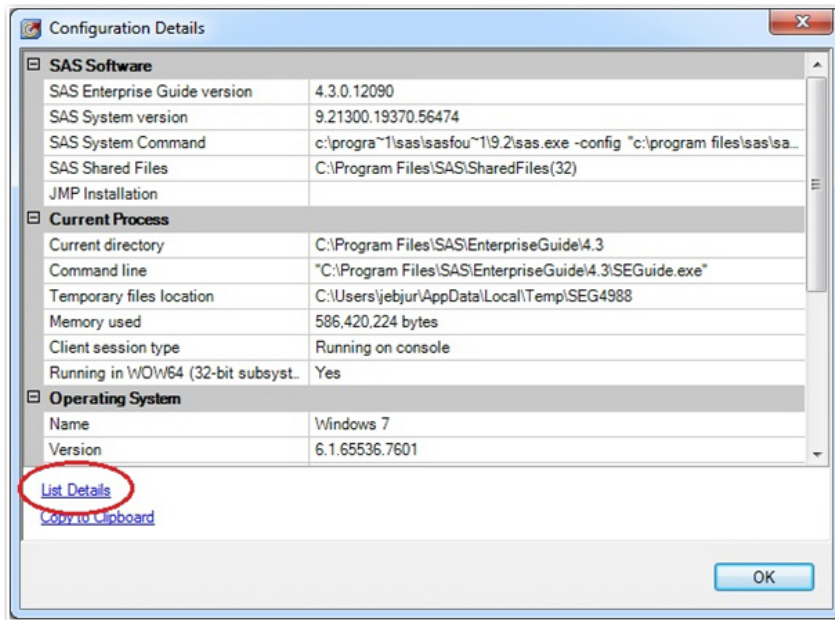 Configuration Details
SAS Software
SAS Enterprise Guide version 4.3.0.12090
SAS System version 9.21300.19370.56474
SAS System Command c:\progra~1\sas\sasfou~1\9.2\sas.exe -config "c:\program files\sas\sa...
SAS Shared Files C:\Program Files\SAS\SharedFiles(32)
JMP Installation
Current Process
Current directory C:\Program Files\SAS\EnterpriseGuide\4.3
Command line "C:\Program Files\SAS\EnterpriseGuide\4.3\SEGuide.exe"
Temporary files location C:\Users\jebjur\AppData\Local\Temp\SEG4988
Memory used 586,420,224 bytes
Client session type Running on console
Running in WOW64 (32-bit subsyst... Yes
Operating System
Name Windows 7
Version 6.1.65536.7601
List Details
Copy to Clipboard
OK